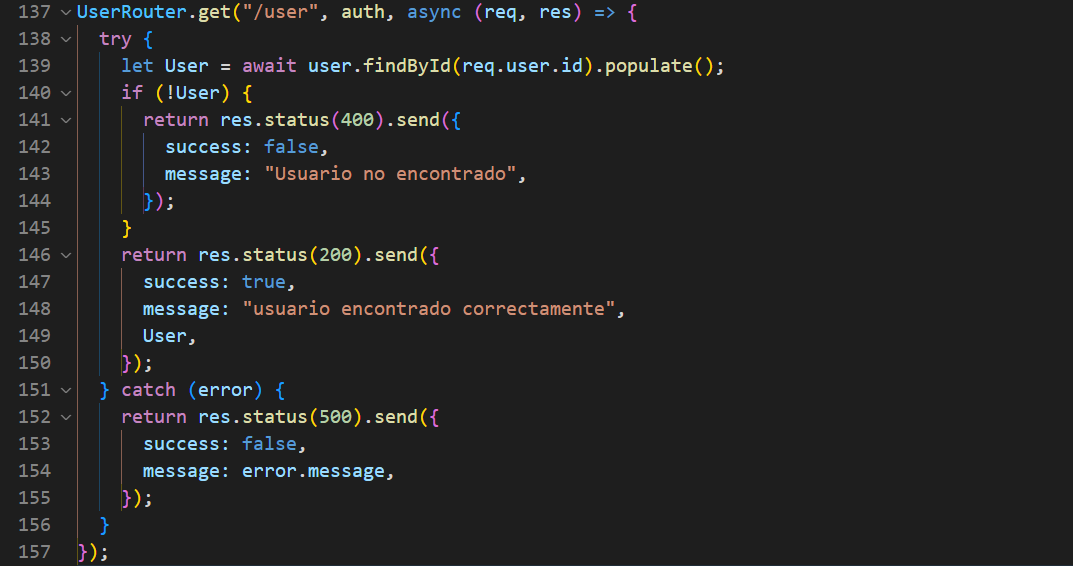 137 UserRouter.get("/user", auth, async (req, res) => {
138   try {
139     let User = await user.findById(req.user.id).populate();
140     if (!User) {
141       return res.status(400).send({
142         success: false,
143         message: "Usuario no encontrado",
144       });
145     }
146     return res.status(200).send({
147       success: true,
148       message: "usuario encontrado correctamente",
149       User,
150     });
151   } catch (error) {
152     return res.status(500).send({
153       success: false,
154       message: error.message,
155     });
156   }
157 });